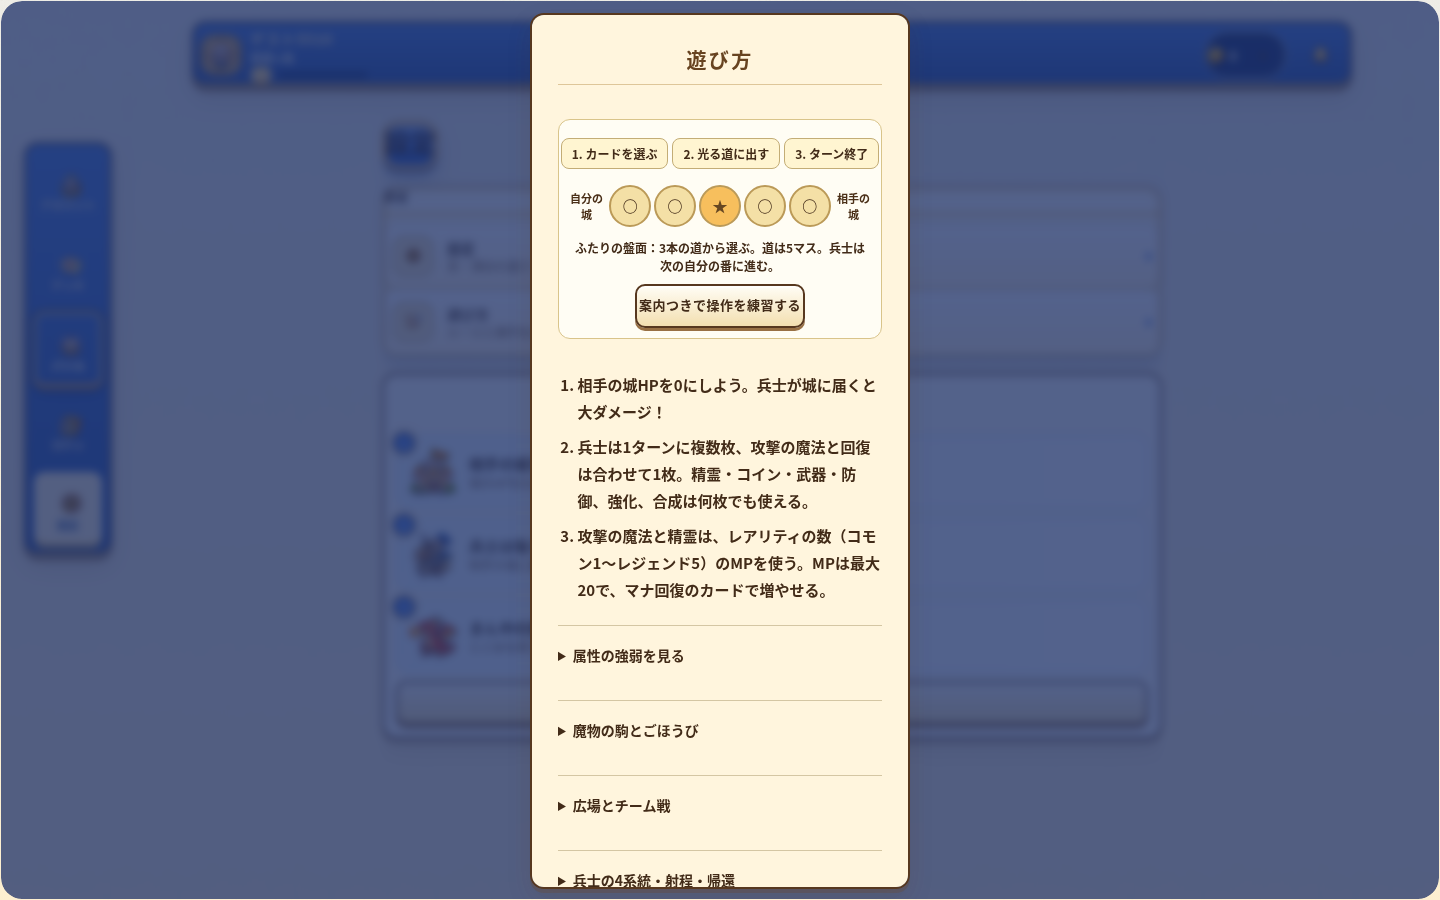 遊び方
1. カードを選ぶ
2. 光る道に出す
3. ターン終了
自分の
城
○ ○ ★ ○ ○
相手の
城
ふたりの盤面：3本の道から選ぶ。道は5マス。兵士は
次の自分の番に進む。
案内つきで操作を練習する
1. 相手の城HPを0にしよう。兵士が城に届くと
大ダメージ！
2. 兵士は1ターンに複数枚、攻撃の魔法と回復
は合わせて1枚。精霊・コイン・武器・防
御、強化、合成は何枚でも使える。
3. 攻撃の魔法と精霊は、レアリティの数（コモ
ン1〜レジェンド5）のMPを使う。MPは最大
20で、マナ回復のカードで増やせる。
▶ 属性の強弱を見る
▶ 魔物の駒とごほうび
▶ 広場とチーム戦
▶ 兵士の4系統・射程・帰還